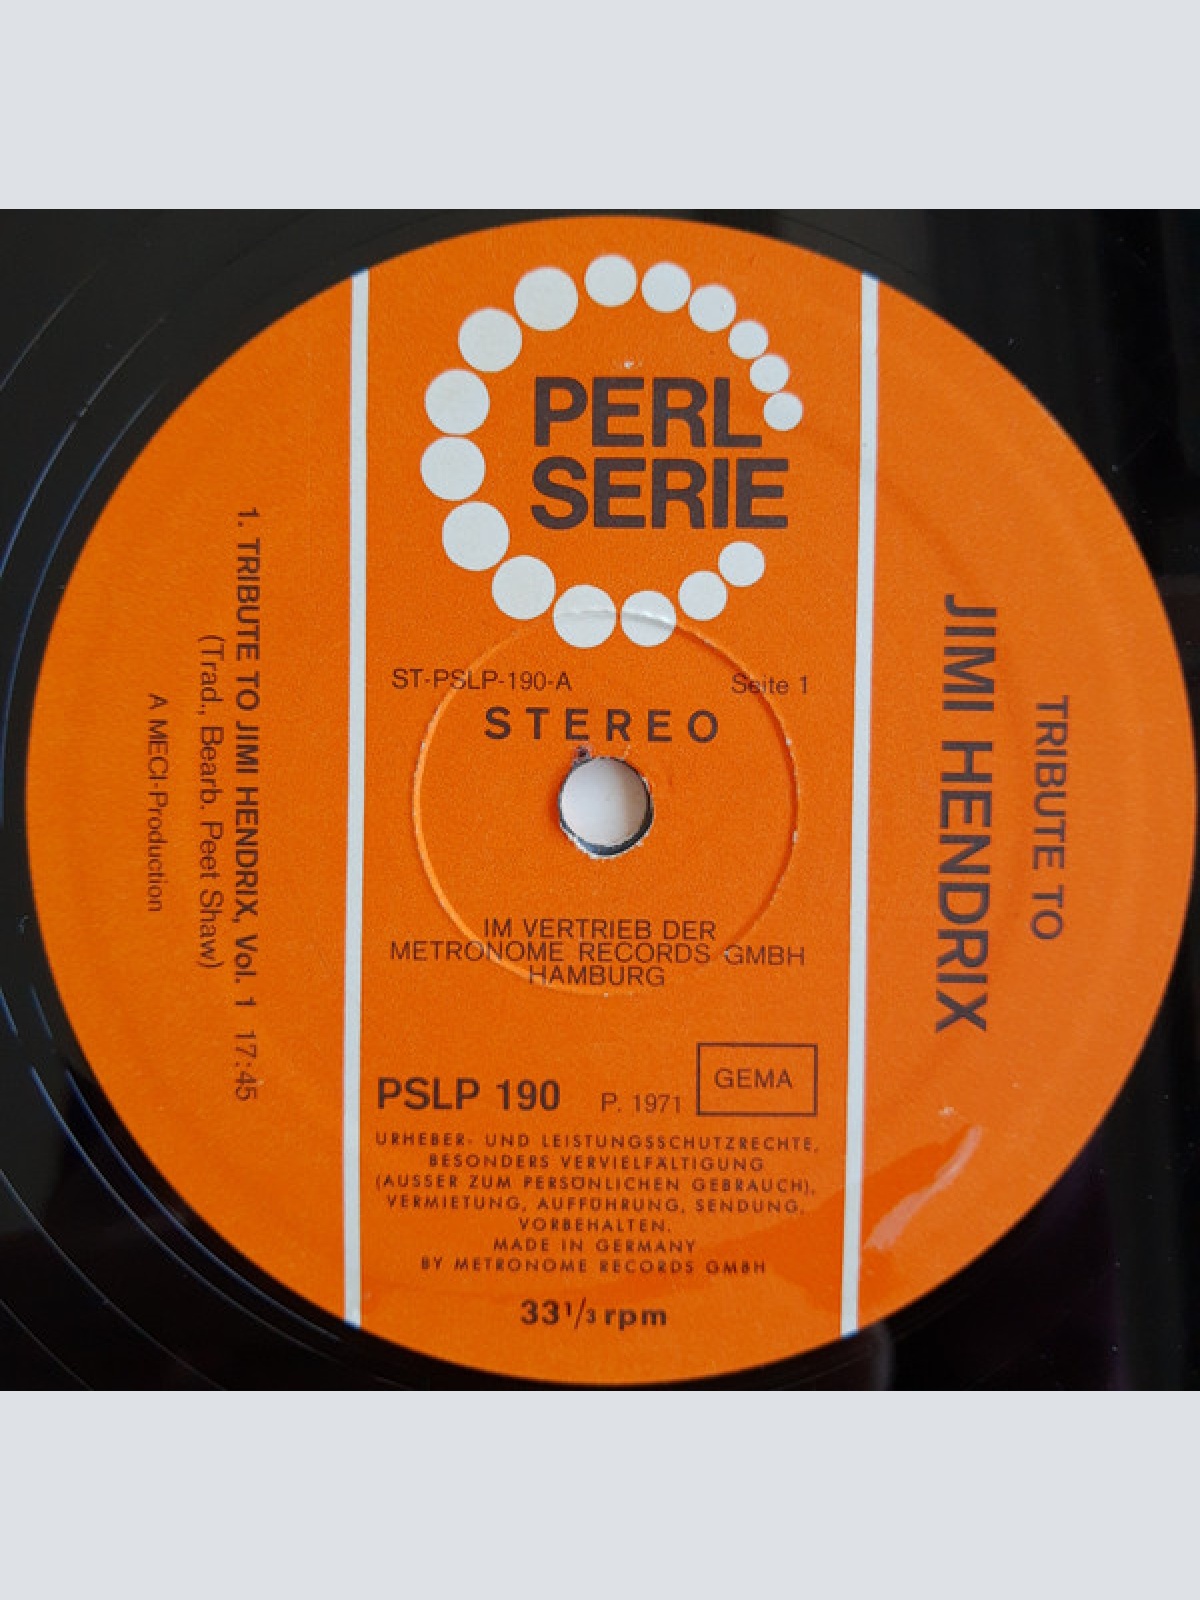 PERL
SERIE
ST-PSLP-190-A
Seite 1
STEREO
IM VERTRIEB DER
METRONOME RECORDS GMBH
HAMBURG
PSLP 190
P. 1971
GEMA
URHEBER- UND LEISTUNGSSCHUTZRECHTE,
BESONDERS VERVIELFÄLTIGUNG
(AUSSER ZUM PERSÖNLICHEN GEBRAUCH),
VERMIETUNG, AUFFÜHRUNG, SENDUNG,
VORBEHALTEN.
MADE IN GERMANY
BY METRONOME RECORDS GMBH
33 1/3 rpm
TRIBUTE TO
JIMI HENDRIX
1. TRIBUTE TO JIMI HENDRIX, Vol. 1 17:45
(Trad., Bearb. Peet Shaw)
A MECI-Production